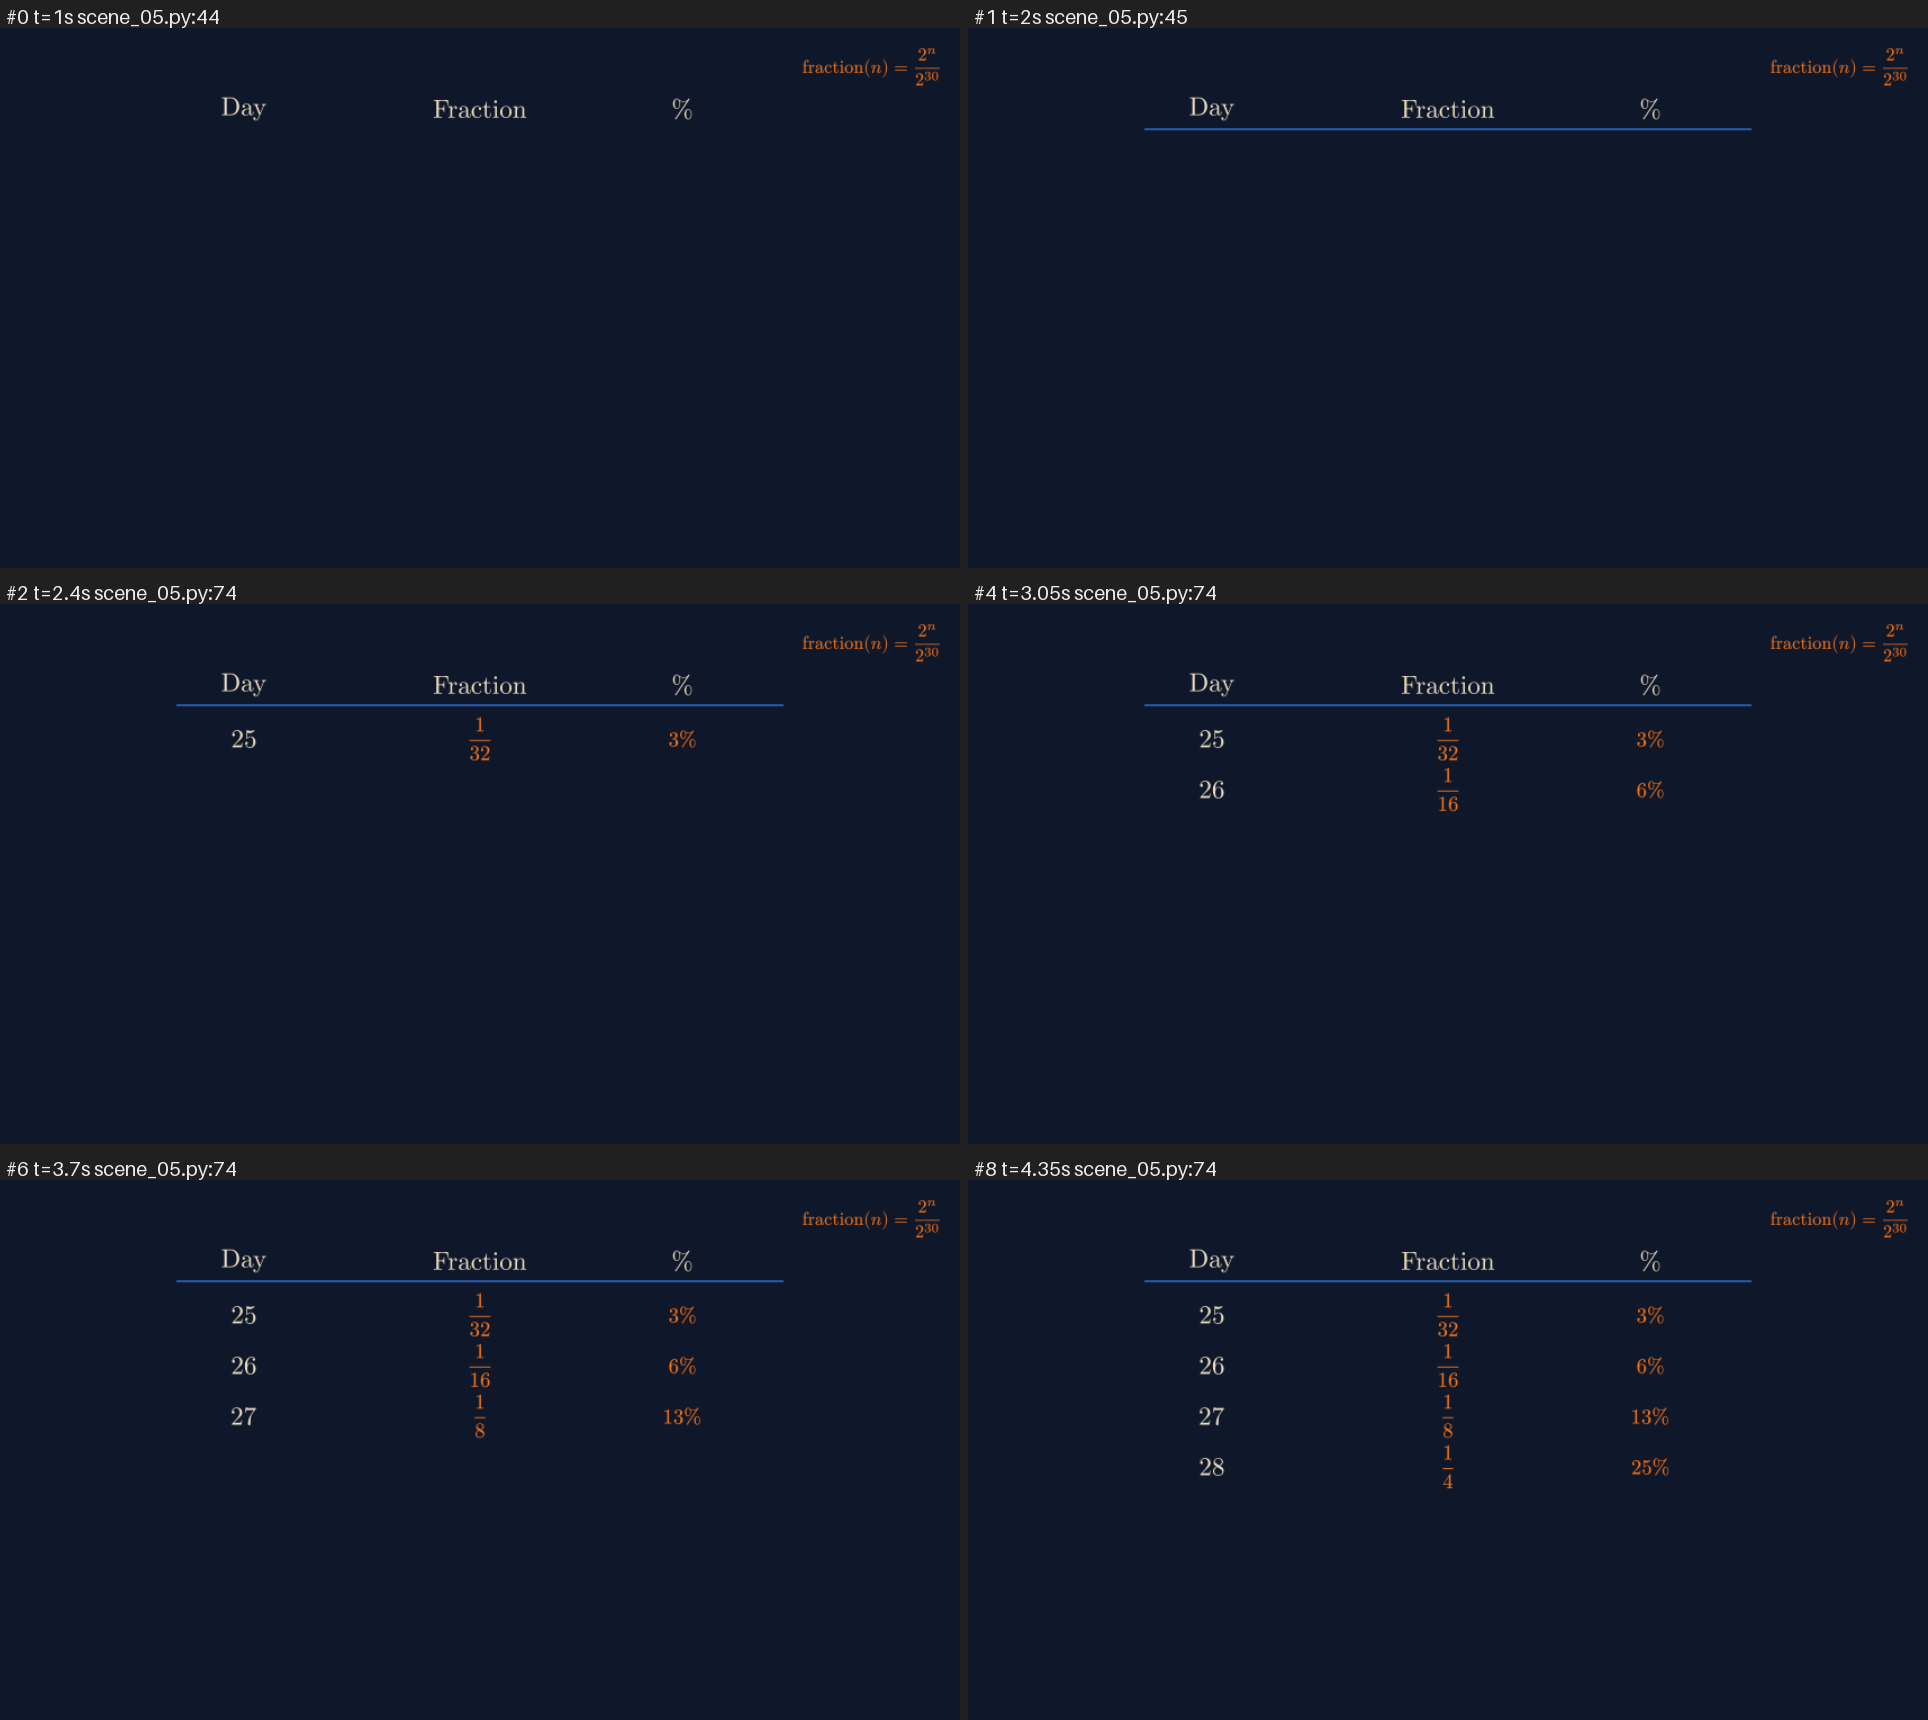 #0 t=1s scene_05.py:44
fraction(n) = 2^n / 2^30
Day Fraction %
#1 t=2s scene_05.py:45
fraction(n) = 2^n / 2^30
Day Fraction %
#2 t=2.4s scene_05.py:74
fraction(n) = 2^n / 2^30
Day Fraction %
25 1/32 3%
#4 t=3.05s scene_05.py:74
fraction(n) = 2^n / 2^30
Day Fraction %
25 1/32 3%
26 1/16 6%
#6 t=3.7s scene_05.py:74
fraction(n) = 2^n / 2^30
Day Fraction %
25 1/32 3%
26 1/16 6%
27 1/8 13%
#8 t=4.35s scene_05.py:74
fraction(n) = 2^n / 2^30
Day Fraction %
25 1/32 3%
26 1/16 6%
27 1/8 13%
28 1/4 25%